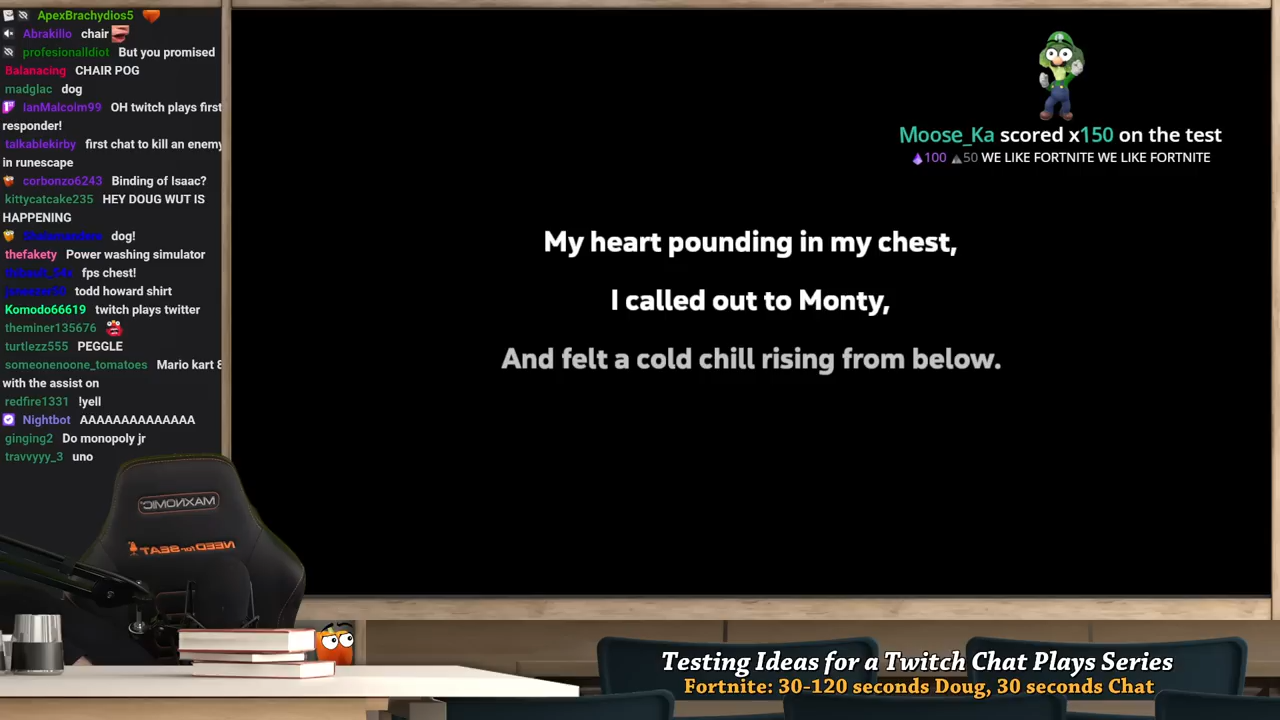 ApexBrachydios5
Abrakillo chair
profesionalIdiot But you promised
Balanacing CHAIR POG
madglac dog
IanMalcolm99 OH twitch plays first
responder!
talkablekirby first chat to kill an enemy
in runescape
corbonzo6243 Binding of Isaac?
kittycatcake235 HEY DOUG WUT IS
HAPPENING
dog!
thefakety Power washing simulator
fps chest!
todd howard shirt
Komodo66619 twitch plays twitter
theminer135676
turtlezz555 PEGGLE
someonenoone_tomatoes Mario kart 8
with the assist on
redfire1331 !yell
Nightbot AAAAAAAAAAAAAA
ginging2 Do monopoly jr
travvyyy_3 uno
Moose_Ka scored x150 on the test
100 50 WE LIKE FORTNITE WE LIKE FORTNITE
My heart pounding in my chest,
I called out to Monty,
And felt a cold chill rising from below.
MAXNOMIC
NEED for SEAT
Testing Ideas for a Twitch Chat Plays Series
Fortnite: 30-120 seconds Doug, 30 seconds Chat